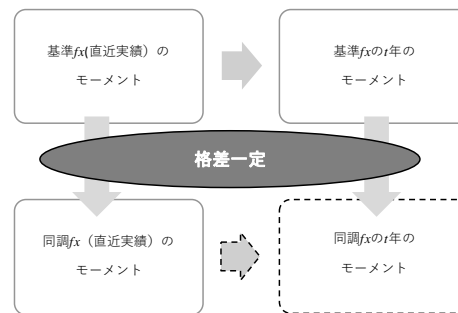 基準fx(直近実績）の
モーメント
基準fxのt年の
モーメント
格差一定
同調fx（直近実績）の
モーメント
同調fxのt年の
モーメント